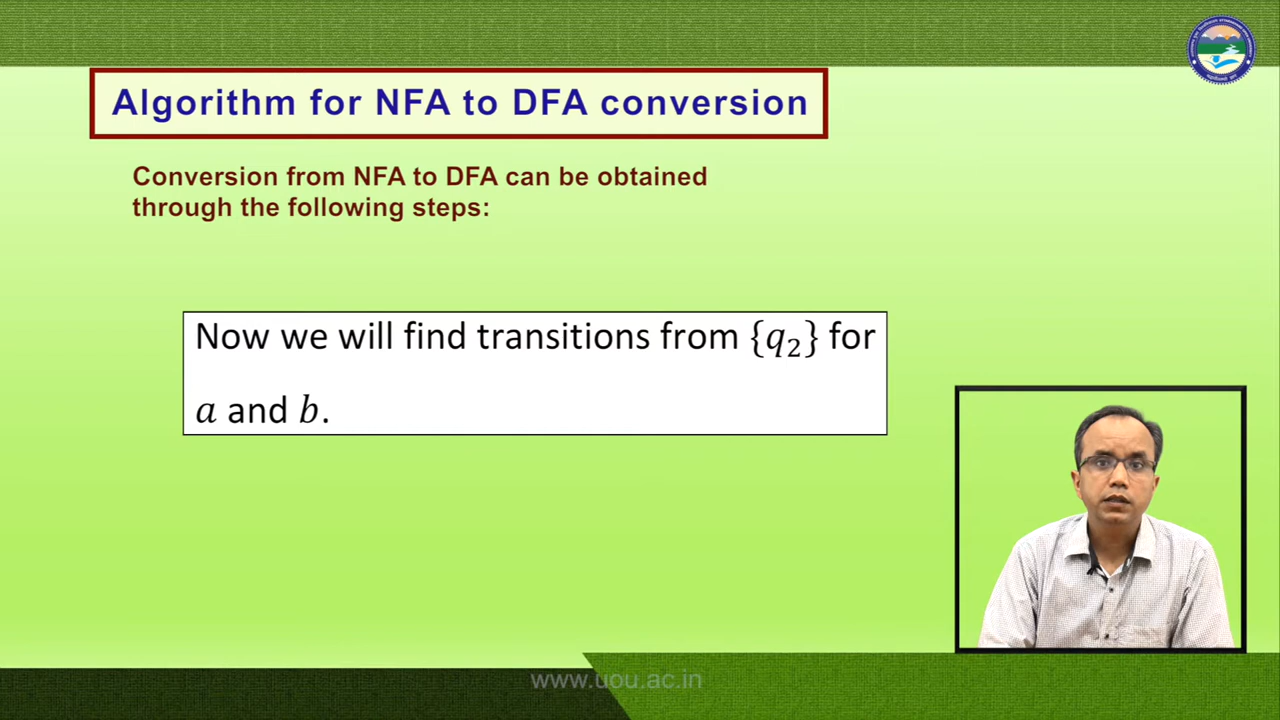 Algorithm for NFA to DFA conversion
Conversion from NFA to DFA can be obtained
through the following steps:
Now we will find transitions from {q₂} for
a and b.
www.uou.ac.in